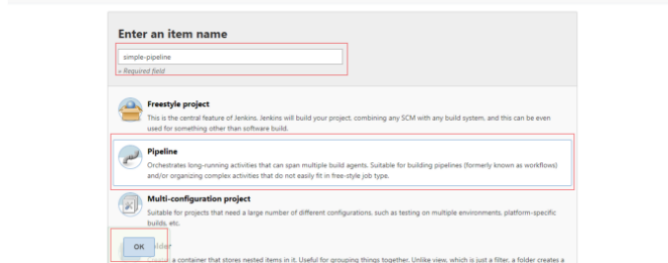 Enter an item name
simple-pipeline
» Required field
Freestyle project
This is the central feature of Jenkins. Jenkins will build your project, combining any SCM with any build system, and this can be even
used for something other than software build.
Pipeline
Orchestrates long-running activities that can span multiple build agents. Suitable for building pipelines (formerly known as workflows)
and/or organizing complex activities that do not easily fit in free-style job type.
Multi-configuration project
Suitable for projects that need a large number of different configurations, such as testing on multiple environments, platform-specific
builds, etc.
OK
a container that stores nested items in it. Useful for grouping things together. Unlike view, which is just a filter, a folder creates a